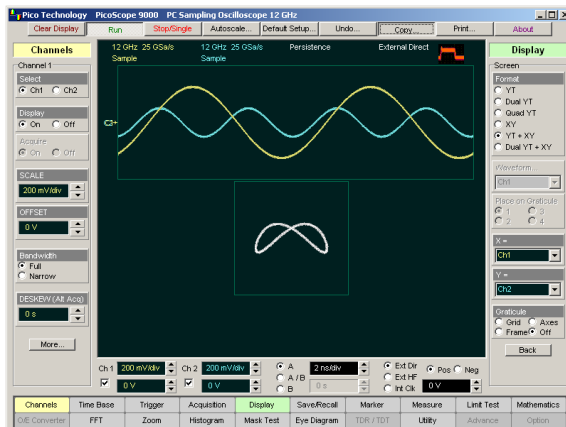 Pico Technology PicoScope 9000 PC Sampling Oscilloscope 12 GHz
Clear Display Run Stop/Single Autoscale... Default Setup... Undo... Copy... Print... About
Channels
Channel 1
Select
Ch1 Ch2
Display
On Off
Acquire
On Off
SCALE
200 mV/div
OFFSET
0 V
Bandwidth
Full
Narrow
DESKEW (Alt Acq)
0 s
More...
12 GHz 25 GSa/s 12 GHz 25 GSa/s Persistence External Direct
Sample Sample
Display
Screen
Format
YT
Dual YT
Quad YT
XY
YT + XY
Dual YT + XY
Waveform...
Ch1
Place on Graticule
1 3
2 4
X =
Ch1
Y =
Ch2
Graticule
Grid Axes
Frame Off
Back
Ch 1 200 mV/div Ch 2 200 mV/div A 2 ns/div Ext Dir Pos Neg
A / B Ext HF
0 V 0 V B 0 s Int Clk 0 V
Channels Time Base Trigger Acquisition Display Save/Recall Marker Measure Limit Test Mathematics
O/E Converter FFT Zoom Histogram Mask Test Eye Diagram TDR / TDT Utility Advance Option